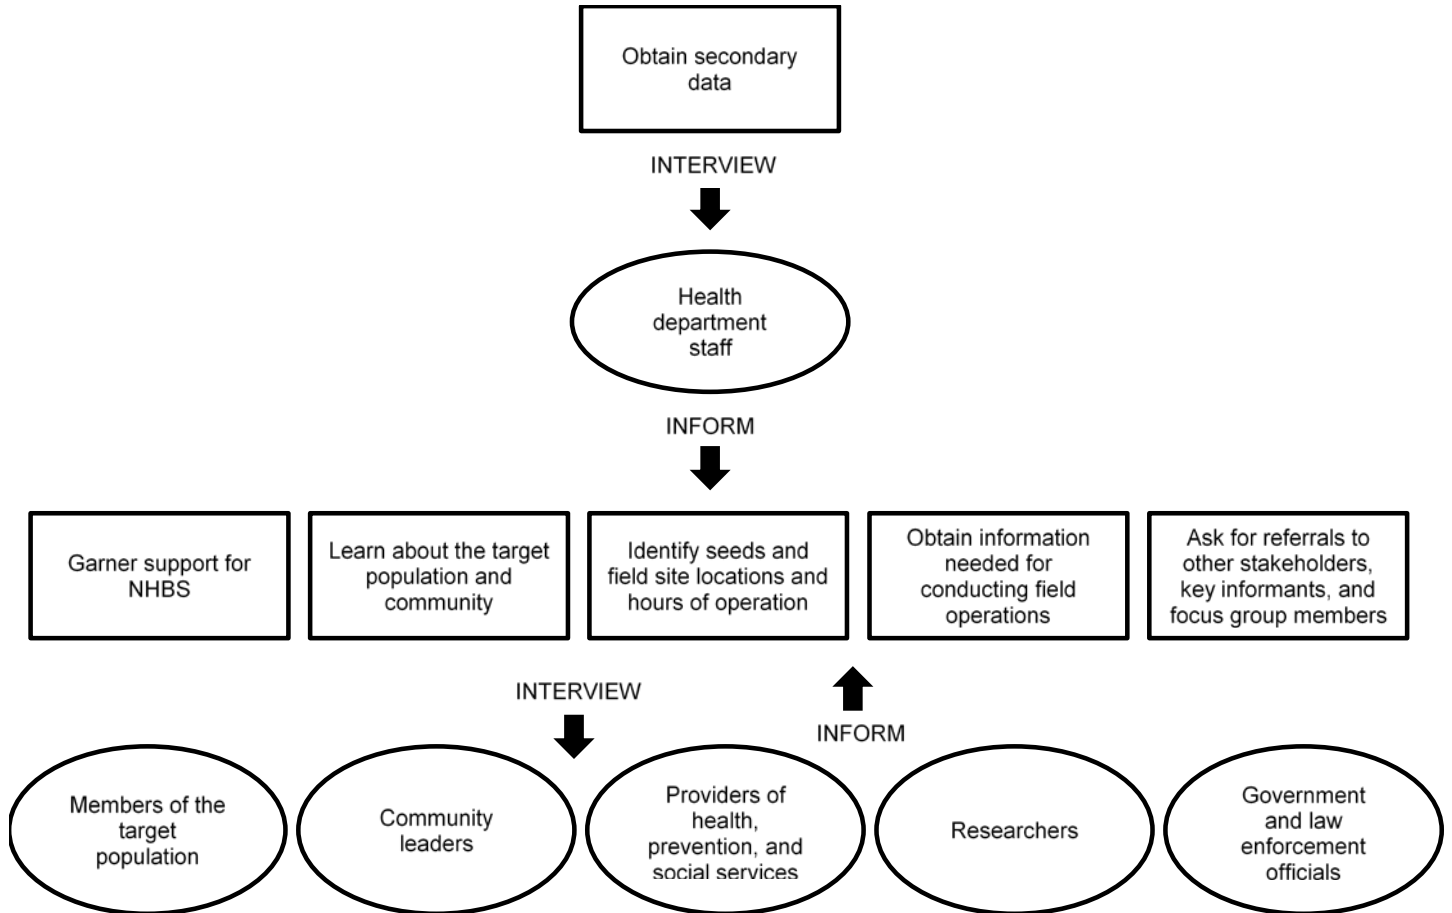 Obtain secondary
data
INTERVIEW
Health
department
staff
INFORM
Garner support for
NHBS
Learn about the target
population and
community
Identify seeds and
field site locations and
hours of operation
Obtain information
needed for
conducting field
operations
Ask for referrals to
other stakeholders,
key informants, and
focus group members
INTERVIEW
INFORM
Members of the
target
population
Community
leaders
Providers of
health,
prevention, and
social services
Researchers
Government
and law
enforcement
officials